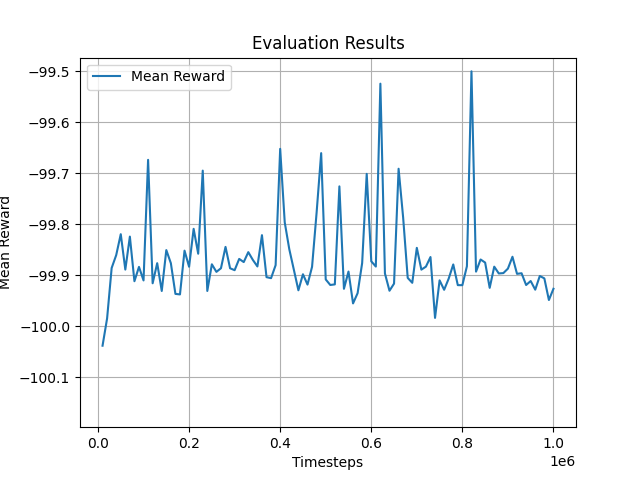 Evaluation Results
Mean Reward
−99.5
−99.6
−99.7
−99.8
−99.9
−100.0
−100.1
Mean Reward
0.0 0.2 0.4 0.6 0.8 1.0
1e6
Timesteps